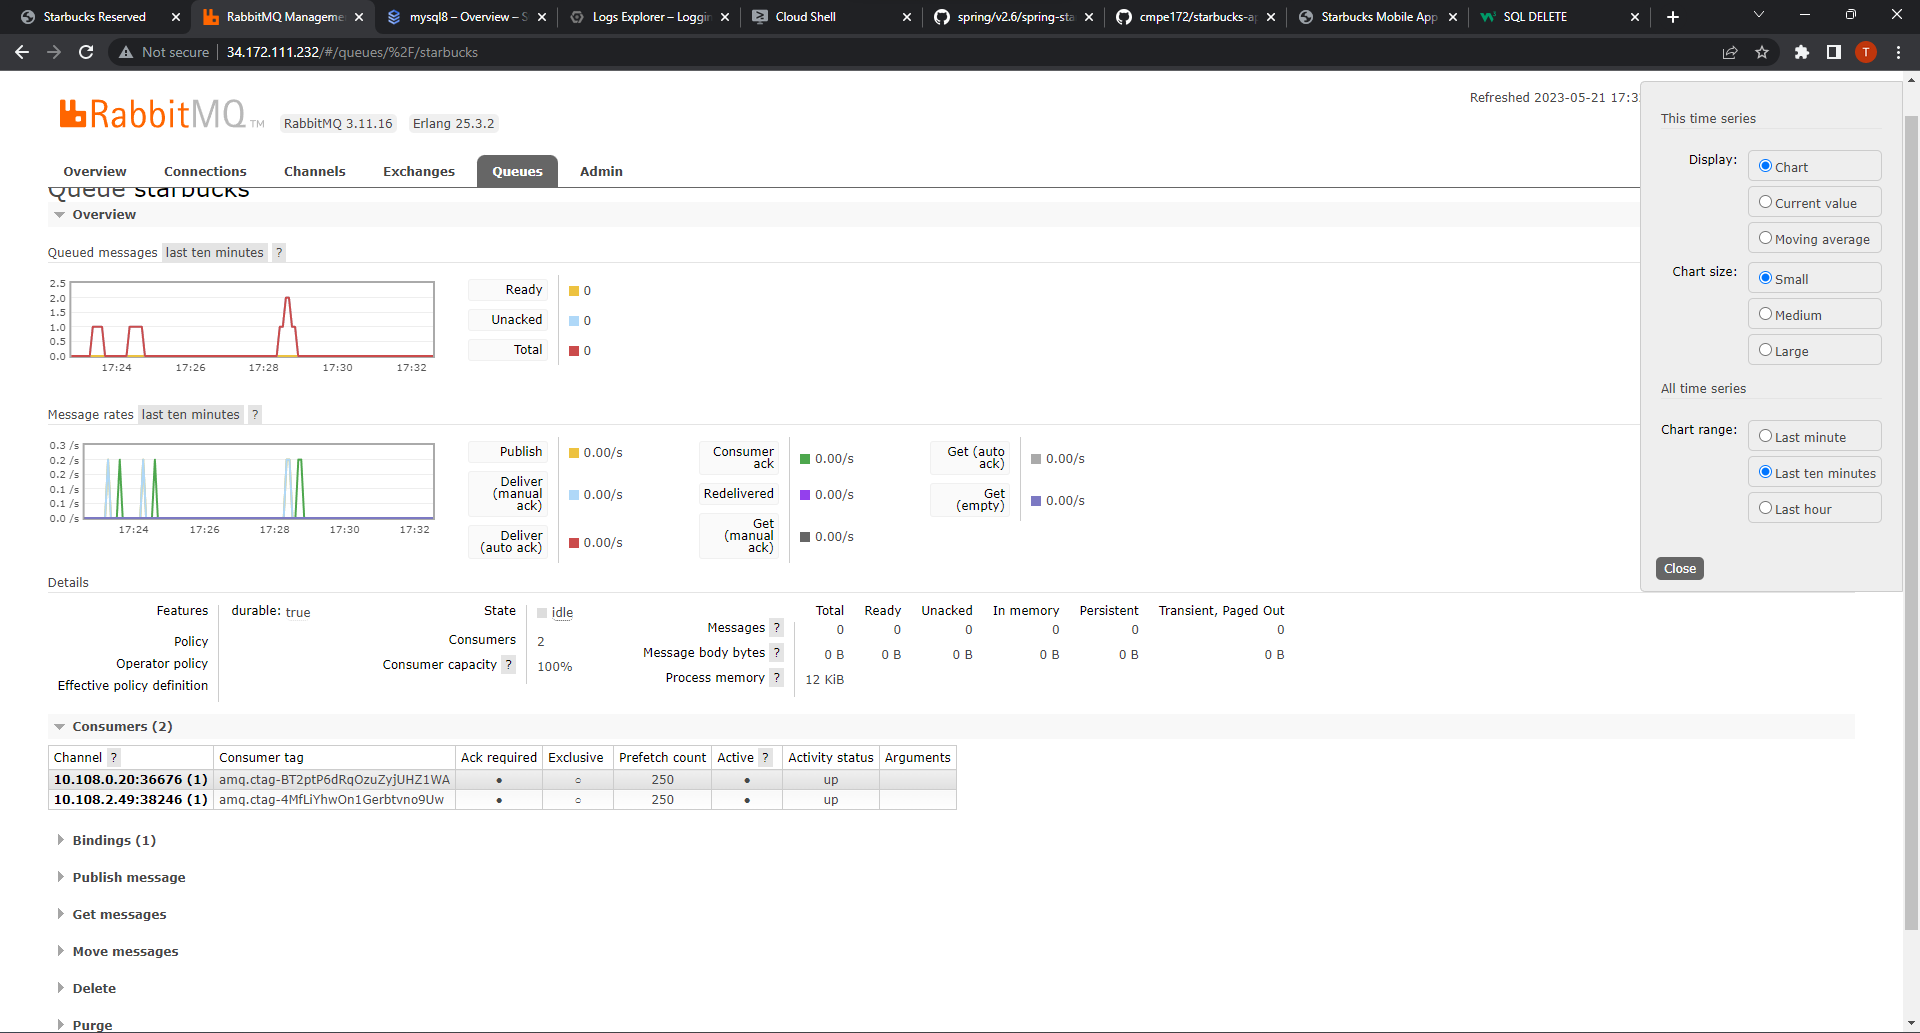 Starbucks Reserved
RabbitMQ Manageme
mysql8 – Overview – S
Logs Explorer – Loggin
Cloud Shell
spring/v2.6/spring-sta
cmpe172/starbucks-ap
Starbucks Mobile App
SQL DELETE
Not secure
34.172.111.232/#/queues/%2F/starbucks
T
RabbitMQ TM
RabbitMQ 3.11.16
Erlang 25.3.2
Refreshed 2023-05-21 17:3
Overview
Connections
Channels
Exchanges
Queues
Admin
Queue starbucks
Overview
Queued messages last ten minutes ?
2.5
2.0
1.5
1.0
0.5
0.0
17:24 17:26 17:28 17:30 17:32
Ready 0
Unacked 0
Total 0
Message rates last ten minutes ?
0.3 /s
0.2 /s
0.2 /s
0.1 /s
0.1 /s
0.0 /s
17:24 17:26 17:28 17:30 17:32
Publish 0.00/s
Deliver
(manual
ack) 0.00/s
Deliver
(auto ack) 0.00/s
Consumer
ack 0.00/s
Redelivered 0.00/s
Get
(manual
ack) 0.00/s
Get (auto
ack) 0.00/s
Get
(empty) 0.00/s
Details
Features durable: true
Policy
Operator policy
Effective policy definition
State idle
Consumers 2
Consumer capacity ? 100%
Total Ready Unacked In memory Persistent Transient, Paged Out
Messages ? 0 0 0 0 0 0
Message body bytes ? 0 B 0 B 0 B 0 B 0 B 0 B
Process memory ? 12 KiB
Consumers (2)
Channel ? Consumer tag Ack required Exclusive Prefetch count Active ? Activity status Arguments
10.108.0.20:36676 (1) amq.ctag-BT2ptP6dRqOzuZyjUHZ1WA ● ○ 250 ● up
10.108.2.49:38246 (1) amq.ctag-4MfLiYhwOn1Gerbtvno9Uw ● ○ 250 ● up
Bindings (1)
Publish message
Get messages
Move messages
Delete
Purge
This time series
Display: Chart
Current value
Moving average
Chart size: Small
Medium
Large
All time series
Chart range: Last minute
Last ten minutes
Last hour
Close